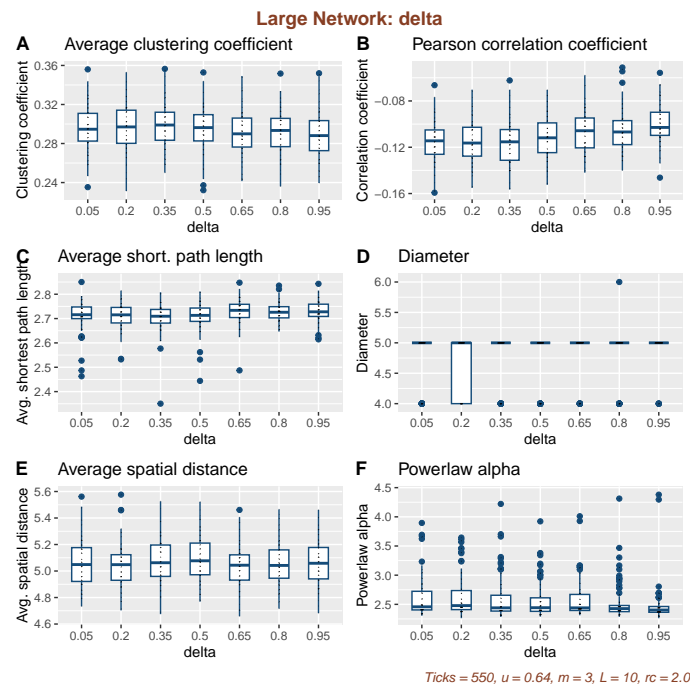 Large Network: delta
A Average clustering coefficient
Clustering coefficient
0.36
0.32
0.28
0.24
0.05 0.2 0.35 0.5 0.65 0.8 0.95
delta
B Pearson correlation coefficient
Correlation coefficient
−0.08
−0.12
−0.16
0.05 0.2 0.35 0.5 0.65 0.8 0.95
delta
C Average short. path length
Avg. shortest path length
2.8
2.7
2.6
2.5
2.4
0.05 0.2 0.35 0.5 0.65 0.8 0.95
delta
D Diameter
Diameter
6.0
5.5
5.0
4.5
4.0
0.05 0.2 0.35 0.5 0.65 0.8 0.95
delta
E Average spatial distance
Avg. spatial distance
5.6
5.4
5.2
5.0
4.8
4.6
0.05 0.2 0.35 0.5 0.65 0.8 0.95
delta
F Powerlaw alpha
Powerlaw alpha
4.5
4.0
3.5
3.0
2.5
0.05 0.2 0.35 0.5 0.65 0.8 0.95
delta
Ticks = 550, u = 0.64, m = 3, L = 10, rc = 2.0